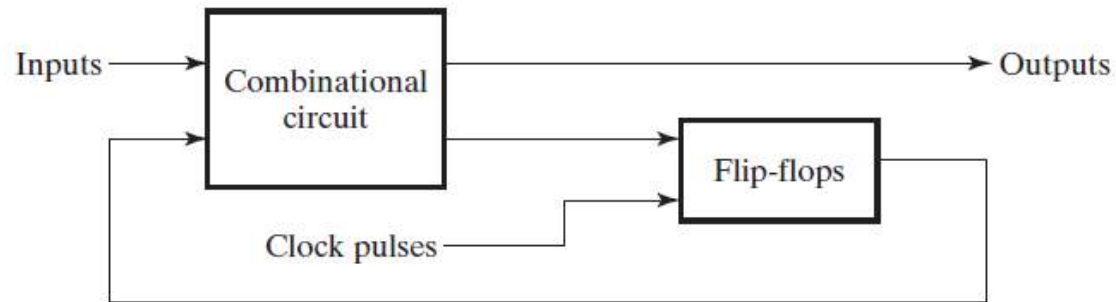 Inputs
Combinational
circuit
Outputs
Flip-flops
Clock pulses